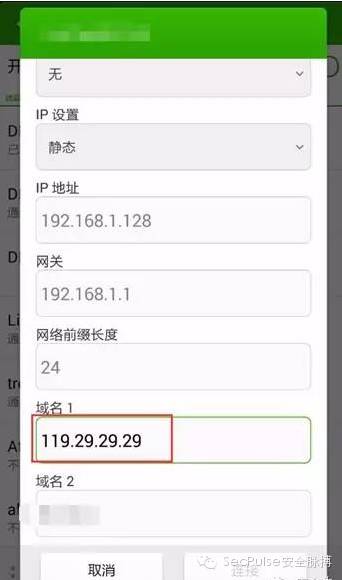 开
无
IP 设置
静态
IP 地址
192.168.1.128
网关
192.168.1.1
网络前缀长度
24
域名 1
119.29.29.29
域名 2
取消
连接
SecPulse安全脉搏